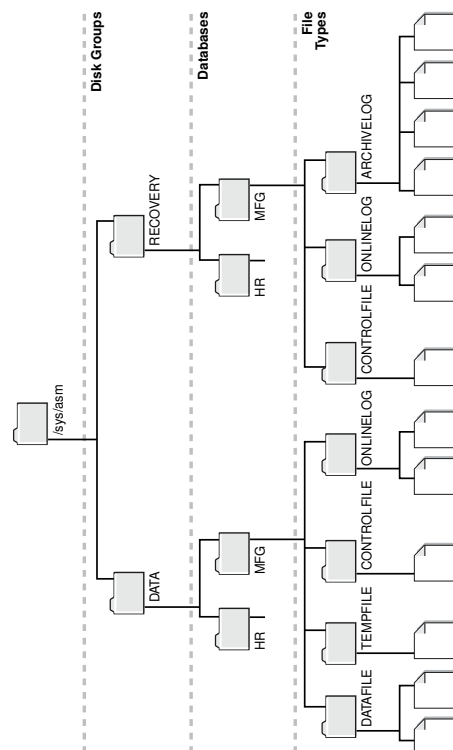 /sys/asm
Disk Groups
DATA
RECOVERY
Databases
HR
MFG
HR
MFG
File
Types
DATAFILE
TEMPFILE
CONTROLFILE
ONLINELOG
CONTROLFILE
ONLINELOG
ARCHIVELOG